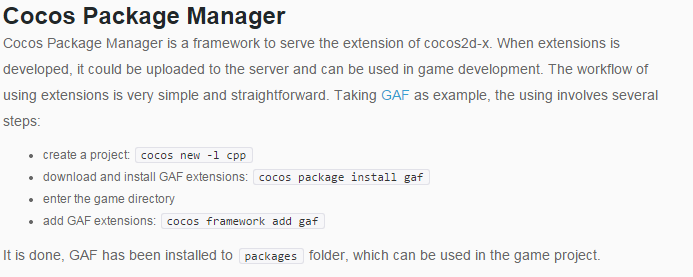 Cocos Package Manager
Cocos Package Manager is a framework to serve the extension of cocos2d-x. When extensions is
developed, it could be uploaded to the server and can be used in game development. The workflow of
using extensions is very simple and straightforward. Taking GAF as example, the using involves several
steps:
• create a project: cocos new -l cpp
• download and install GAF extensions: cocos package install gaf
• enter the game directory
• add GAF extensions: cocos framework add gaf
It is done, GAF has been installed to packages folder, which can be used in the game project.